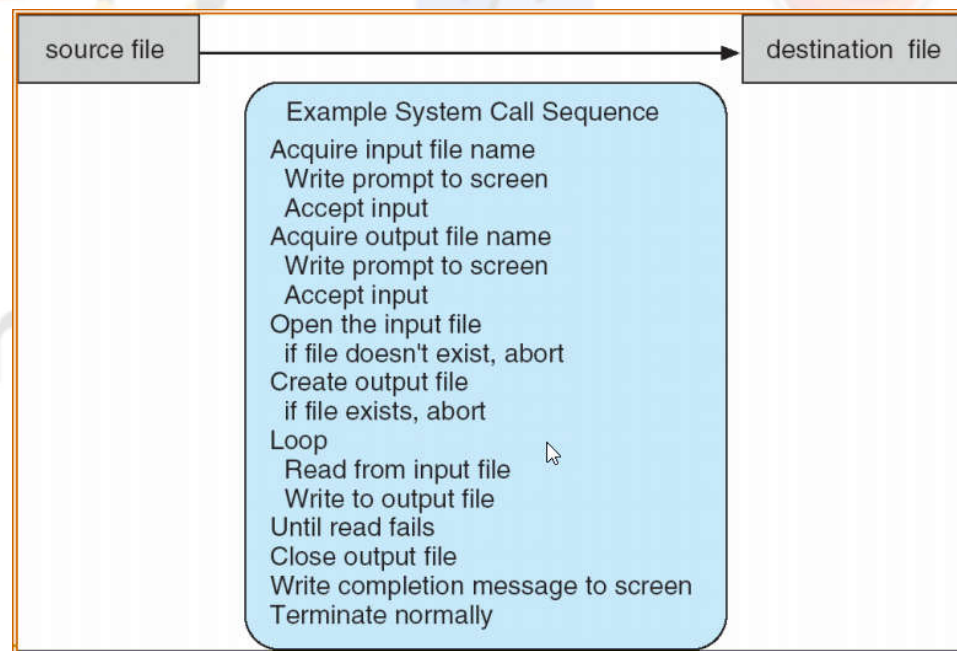 source file
destination file
Example System Call Sequence
Acquire input file name
Write prompt to screen
Accept input
Acquire output file name
Write prompt to screen
Accept input
Open the input file
if file doesn't exist, abort
Create output file
if file exists, abort
Loop
Read from input file
Write to output file
Until read fails
Close output file
Write completion message to screen
Terminate normally